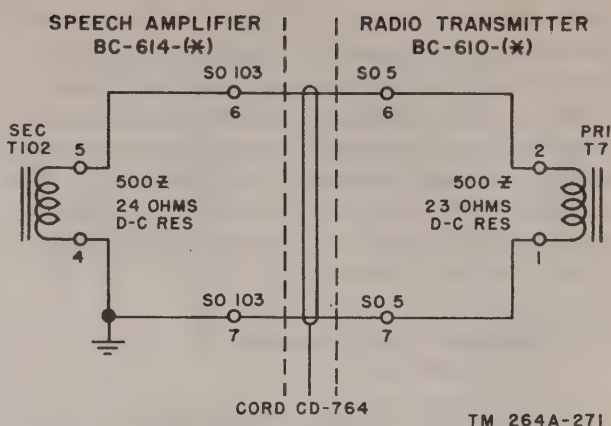 SPEECH AMPLIFIER
BC-614-(*)
RADIO TRANSMITTER
BC-610-(*)
SO 103
6
SO 5
6
SEC
T102
5
4
500 Z
24 OHMS
D-C RES
500 Z
23 OHMS
D-C RES
2
1
PRI
T7
SO 103
7
SO 5
7
CORD CD-764
TM 264A-271